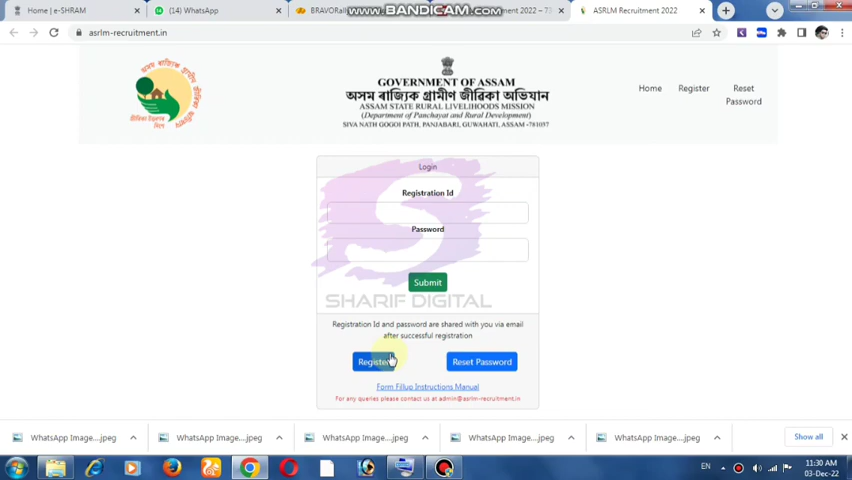 Home | e-SHRAM
(14) WhatsApp
BRAVORal
www.BANDICAM.com
ment 2022 – 7
ASRLM Recruitment 2022
asrlm-recruitment.in
GOVERNMENT OF ASSAM
অসম ৰাজ্যিক গ্ৰামীণ জীৱিকা অভিযান
ASSAM STATE RURAL LIVELIHOODS MISSION
(Department of Panchayat and Rural Development)
SIVA NATH GOGOI PATH, PANJABARI, GUWAHATI, ASSAM -781037
Home
Register
Reset Password
Login
Registration Id
Password
Submit
SHARIF DIGITAL
Registration Id and password are shared with you via email
after successful registration
Register
Reset Password
Form Fillup Instructions Manual
For any queries please contact us at admin@asrlm-recruitment.in
WhatsApp Image....jpeg
WhatsApp Image....jpeg
WhatsApp Image....jpeg
WhatsApp Image....jpeg
WhatsApp Image....jpeg
Show all
EN
11:30 AM
03-Dec-22